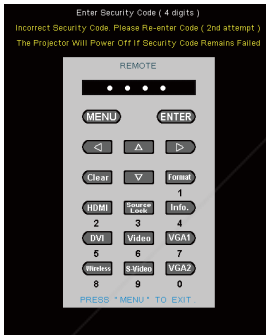 Enter Security Code ( 4 digits )
Incorrect Security Code. Please Re-enter Code ( 2nd attempt )
The Projector Will Power Off If Security Code Remains Failed
REMOTE
MENU ENTER
Clear Format
1
HDMI Source Lock Info.
2 3 4
DVI Video VGA1
5 6 7
Wireless S-Video VGA2
8 9 0
PRESS "MENU" TO EXIT.